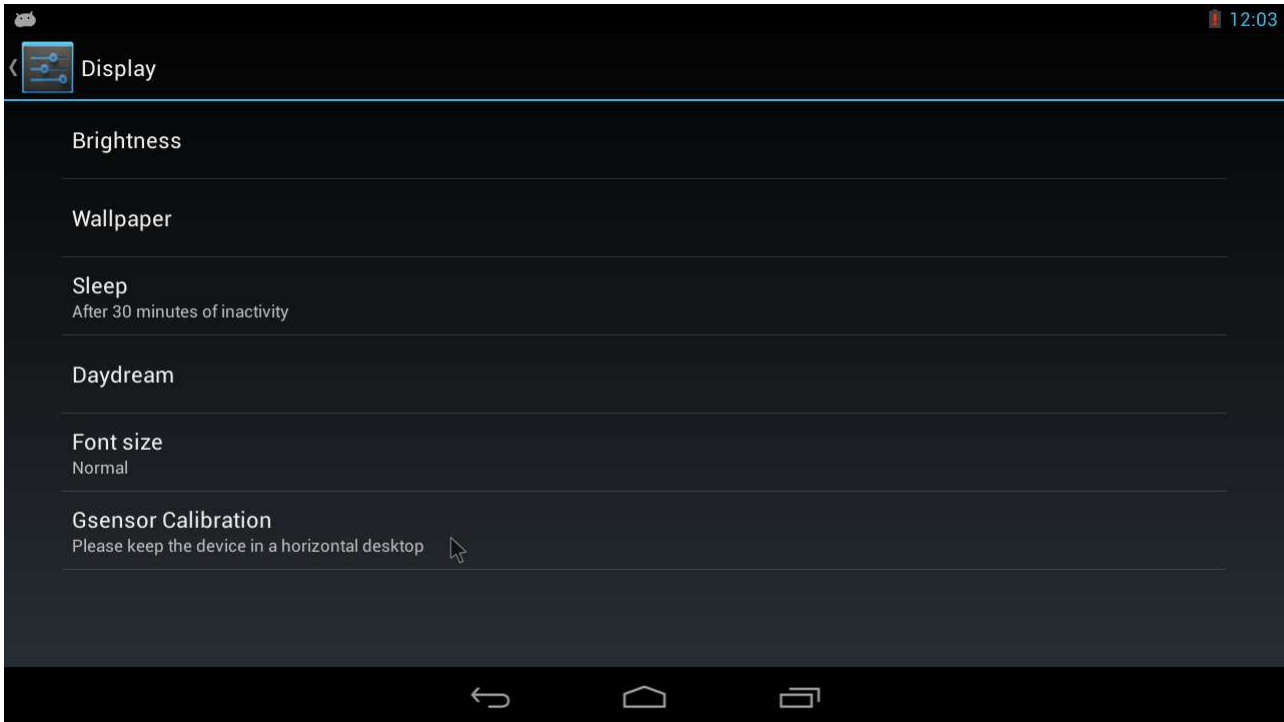 12:03
Display
Brightness
Wallpaper
Sleep
After 30 minutes of inactivity
Daydream
Font size
Normal
Gsensor Calibration
Please keep the device in a horizontal desktop